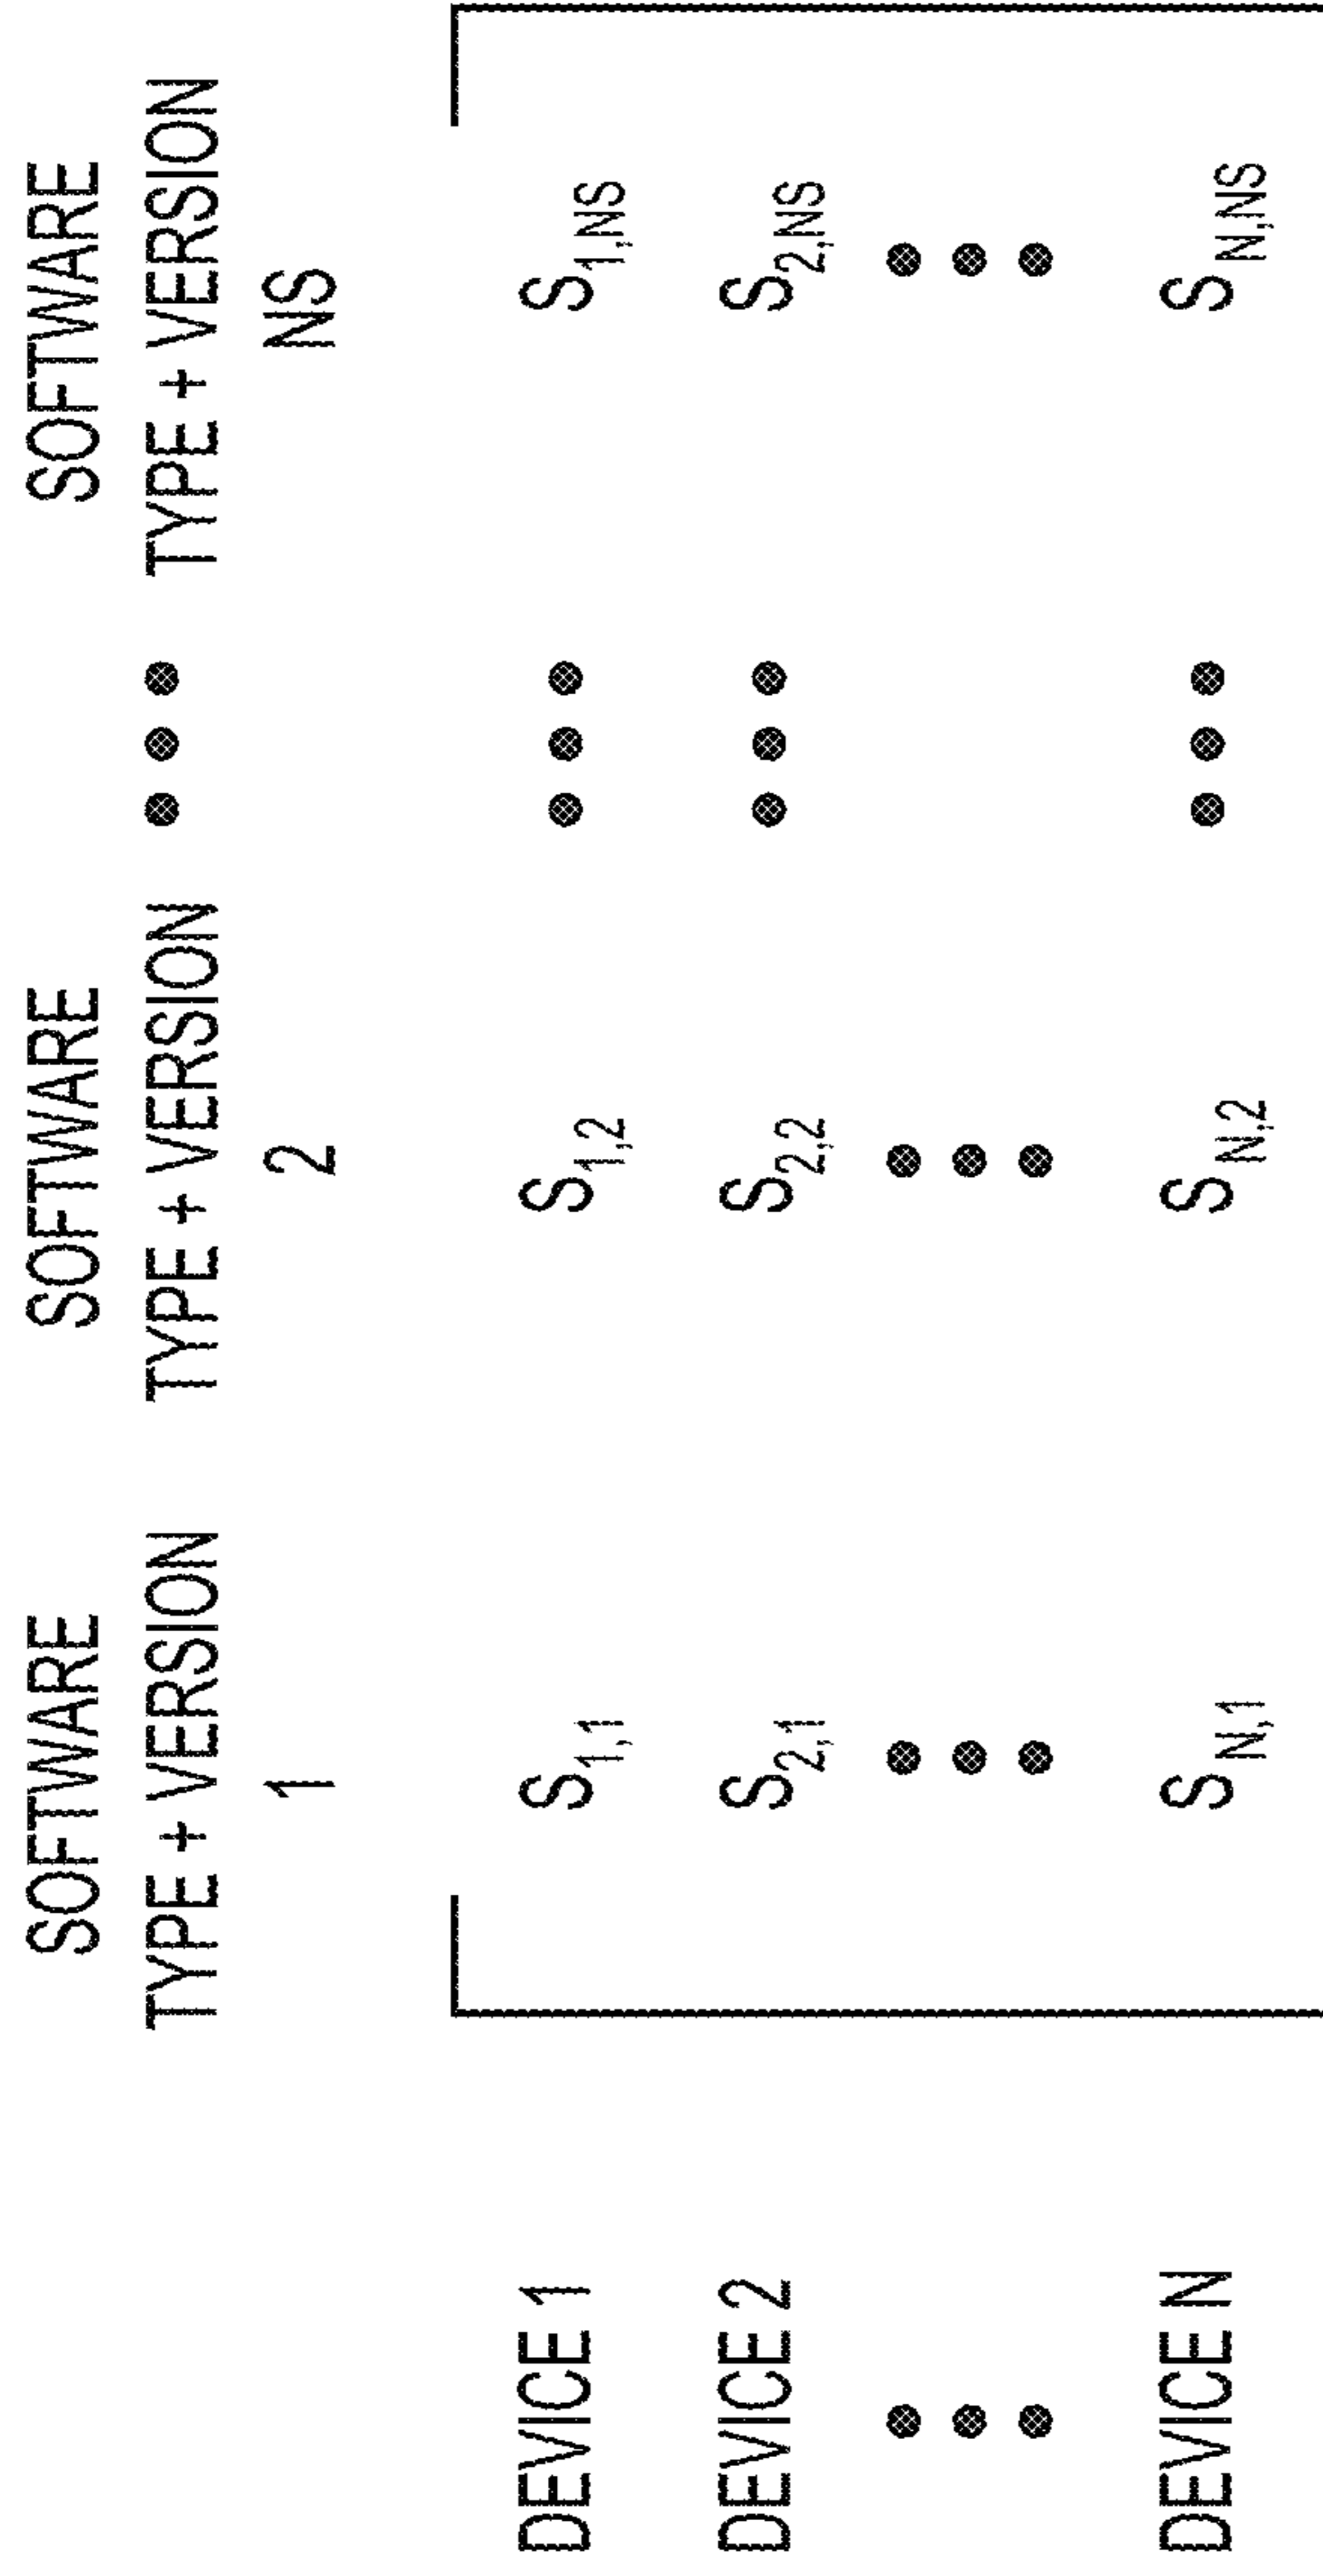 SOFTWARE SOFTWARE SOFTWARE
TYPE + VERSION TYPE + VERSION ● ● ● TYPE + VERSION
1 2 NS
DEVICE 1 S1,1 S1,2 ● ● ● S1,NS
DEVICE 2 S2,1 S2,2 ● ● ● S2,NS
DEVICE N SN,1 SN,2 ● ● ● SN,NS